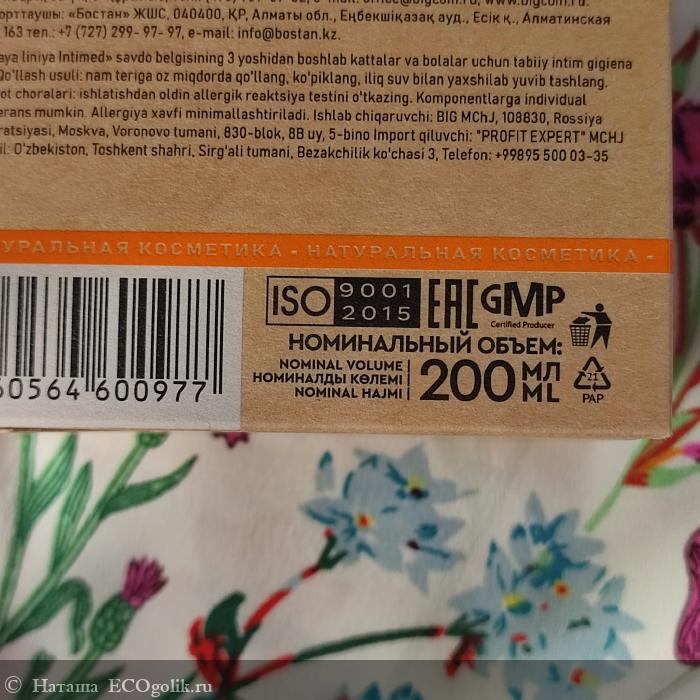 орттаушы: «Бостан» ЖШС, 040400, ҚР, Алматы обл., Еңбекшіқазақ ауд., Есік қ., Алматинская
163 тел.: +7 (727) 299- 97- 97, e-mail: info@bostan.kz.
aya liniya Intimed» savdo belgisining 3 yoshidan boshlab kattalar va bolalar uchun tabiiy intim gigiena
Qo'llash usuli: nam teriga oz miqdorda qo'llang, ko'piklang, iliq suv bilan yaxshilab yuvib tashlang.
ot choralari: ishlatishdan oldin allergik reaktsiya testini o'tkazing. Komponentlarga individual
erans mumkin. Allergiya xavfi minimallashtiriladi. Ishlab chiqaruvchi: BIG MChJ, 108830, Rossiya
ratsiyasi, Moskva, Voronovo tumani, 830-blok, 8B uy, 5-bino Import qiluvchi: "PROFIT EXPERT" MCHJ
il: O'zbekiston, Toshkent shahri, Sirg'ali tumani, Bezakchilik ko'chasi 3, Telefon: +99895 500 03-35
УРАЛЬНАЯ КОСМЕТИКА - НАТУРАЛЬНАЯ КОСМЕТИКА -
ISO 9001 2015 EAC GMP
Certified Producer
НОМИНАЛЬНЫЙ ОБЪЕМ:
NOMINAL VOLUME
НОМИНАЛДЫ КӨЛЕМІ
NOMINAL HAJMI
200 МЛ ML
21
PAP
60564 600977
Наташа ECOgolik.ru